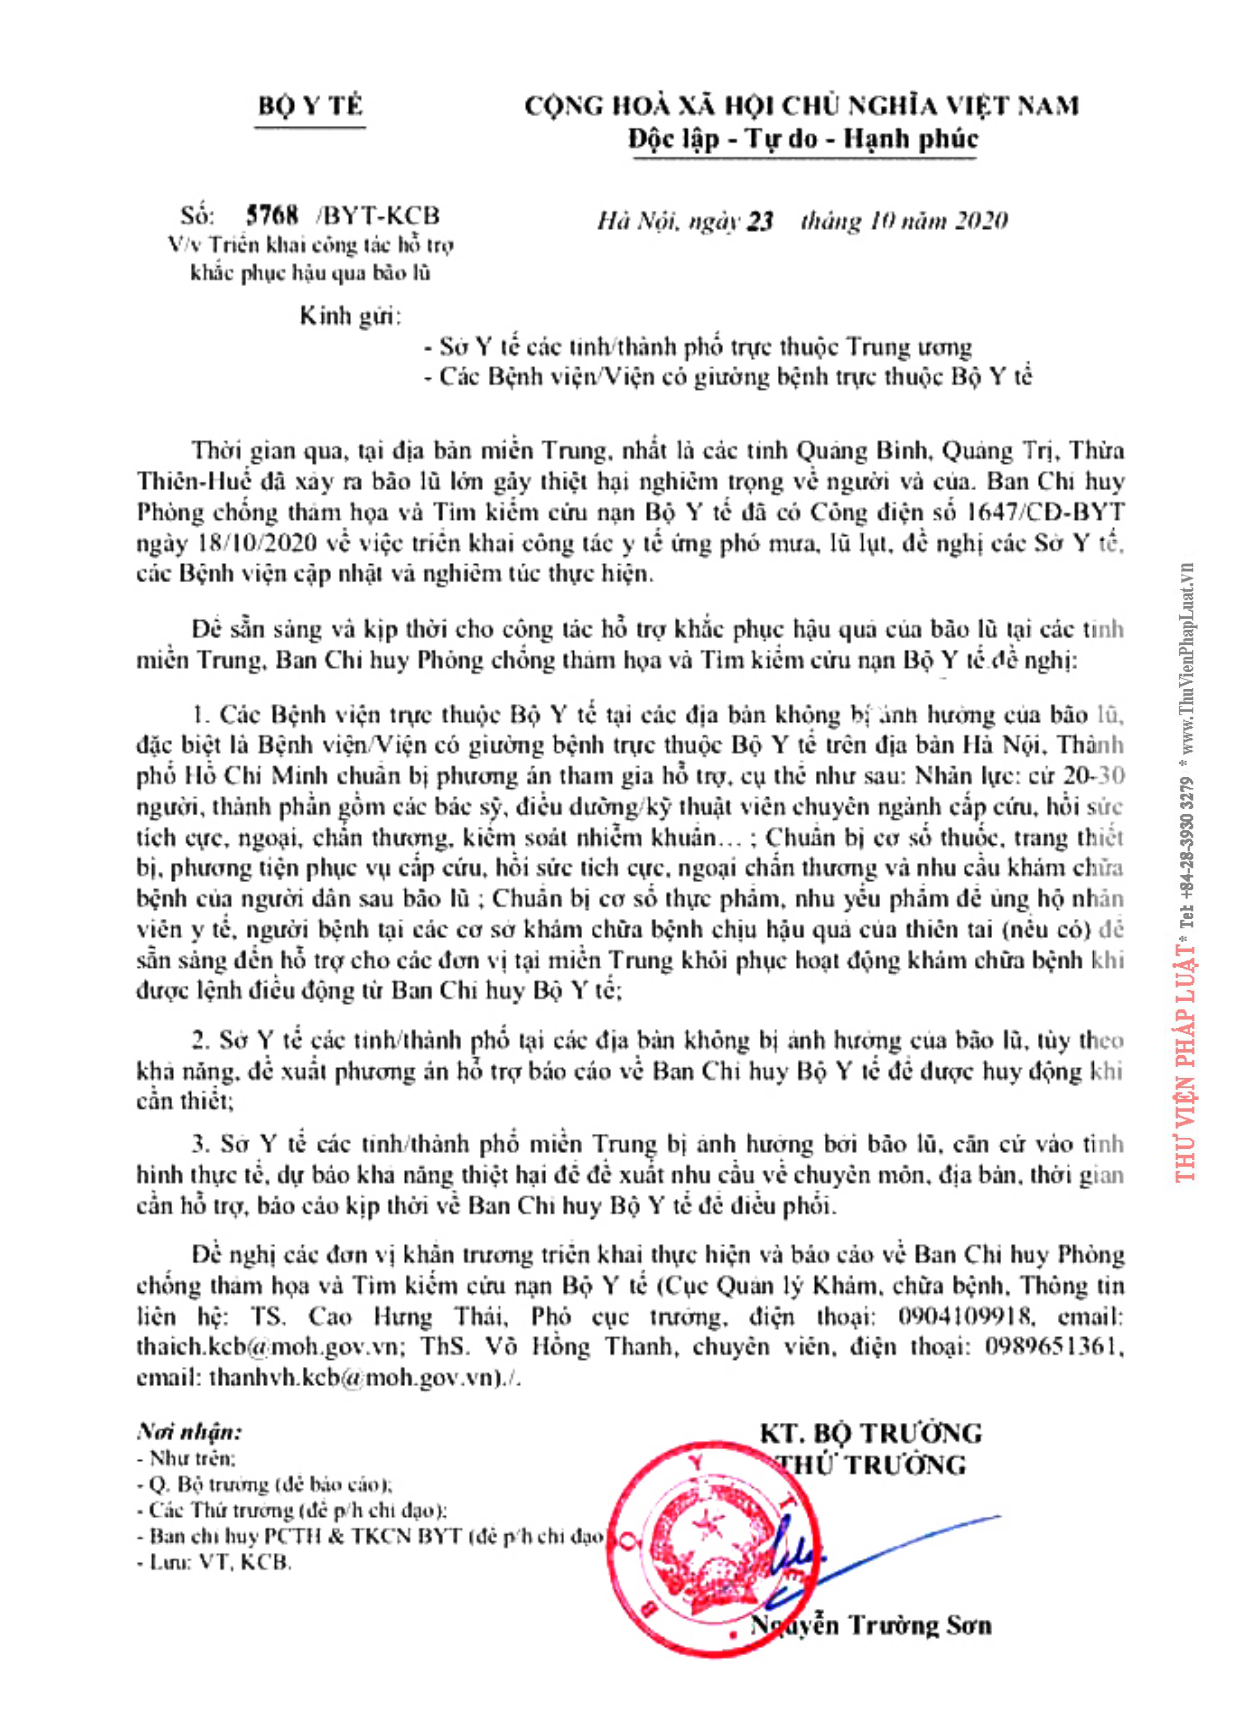 BỘ Y TẾ
CỘNG HOÀ XÃ HỘI CHỦ NGHĨA VIỆT NAM
Độc lập - Tự do - Hạnh phúc
Số: 5768 /BYT-KCB
Hà Nội, ngày 23 tháng 10 năm 2020
V/v Triển khai công tác hỗ trợ
khắc phục hậu quả bão lũ
Kính gửi:
- Sở Y tế các tỉnh/thành phố trực thuộc Trung ương
- Các Bệnh viện/Viện có giường bệnh trực thuộc Bộ Y tế
Thời gian qua, tại địa bàn miền Trung, nhất là các tỉnh Quảng Bình, Quảng Trị, Thừa
Thiên-Huế đã xảy ra bão lũ lớn gây thiệt hại nghiêm trọng về người và của. Ban Chỉ huy
Phòng chống thảm họa và Tìm kiếm cứu nạn Bộ Y tế đã có Công điện số 1647/CĐ-BYT
ngày 18/10/2020 về việc triển khai công tác y tế ứng phó mưa, lũ lụt, đề nghị các Sở Y tế,
các Bệnh viện cập nhật và nghiêm túc thực hiện.
Để sẵn sàng và kịp thời cho công tác hỗ trợ khắc phục hậu quả của bão lũ tại các tỉnh
miền Trung, Ban Chỉ huy Phòng chống thảm họa và Tìm kiếm cứu nạn Bộ Y tế đề nghị:
1. Các Bệnh viện trực thuộc Bộ Y tế tại các địa bàn không bị ảnh hưởng của bão lũ,
đặc biệt là Bệnh viện/Viện có giường bệnh trực thuộc Bộ Y tế trên địa bàn Hà Nội, Thành
phố Hồ Chí Minh chuẩn bị phương án tham gia hỗ trợ, cụ thể như sau: Nhân lực: cử 20-30
người, thành phần gồm các bác sỹ, điều dưỡng/kỹ thuật viên chuyên ngành cấp cứu, hồi sức
tích cực, ngoại, chấn thương, kiểm soát nhiễm khuẩn... ; Chuẩn bị cơ số thuốc, trang thiết
bị, phương tiện phục vụ cấp cứu, hồi sức tích cực, ngoại chấn thương và nhu cầu khám chữa
bệnh của người dân sau bão lũ ; Chuẩn bị cơ số thực phẩm, nhu yếu phẩm để ủng hộ nhân
viên y tế, người bệnh tại các cơ sở khám chữa bệnh chịu hậu quả của thiên tai (nếu có) để
sẵn sàng đến hỗ trợ cho các đơn vị tại miền Trung khôi phục hoạt động khám chữa bệnh khi
được lệnh điều động từ Ban Chỉ huy Bộ Y tế;
2. Sở Y tế các tỉnh/thành phố tại các địa bàn không bị ảnh hưởng của bão lũ, tùy theo
khả năng, đề xuất phương án hỗ trợ báo cáo về Ban Chỉ huy Bộ Y tế để được huy động khi
cần thiết;
3. Sở Y tế các tỉnh/thành phố miền Trung bị ảnh hưởng bởi bão lũ, căn cứ vào tình
hình thực tế, dự báo khả năng thiệt hại để đề xuất nhu cầu về chuyên môn, địa bàn, thời gian
cần hỗ trợ, báo cáo kịp thời về Ban Chỉ huy Bộ Y tế để điều phối.
Đề nghị các đơn vị khẩn trương triển khai thực hiện và báo cáo về Ban Chỉ huy Phòng
chống thảm họa và Tìm kiếm cứu nạn Bộ Y tế (Cục Quản lý Khám, chữa bệnh, Thông tin
liên hệ: TS. Cao Hưng Thái, Phó cục trưởng, điện thoại: 0904109918, email:
thaich.kcb@moh.gov.vn; ThS. Võ Hồng Thanh, chuyên viên, điện thoại: 0989651361,
email: thanhvh.kcb@moh.gov.vn)./.
Nơi nhận:
- Như trên;
- Q. Bộ trưởng (để báo cáo);
- Các Thứ trưởng (để p/h chỉ đạo);
- Ban chỉ huy PCTH & TKCN BYT (để p/h chỉ đạo
- Lưu: VT, KCB.
KT. BỘ TRƯỞNG
THỨ TRƯỞNG
BỘ Y TẾ
Nguyễn Trường Sơn
THƯ VIỆN PHÁP LUẬT * Tel: +84-28-3930 3279 * www.ThuVienPhapLuat.vn